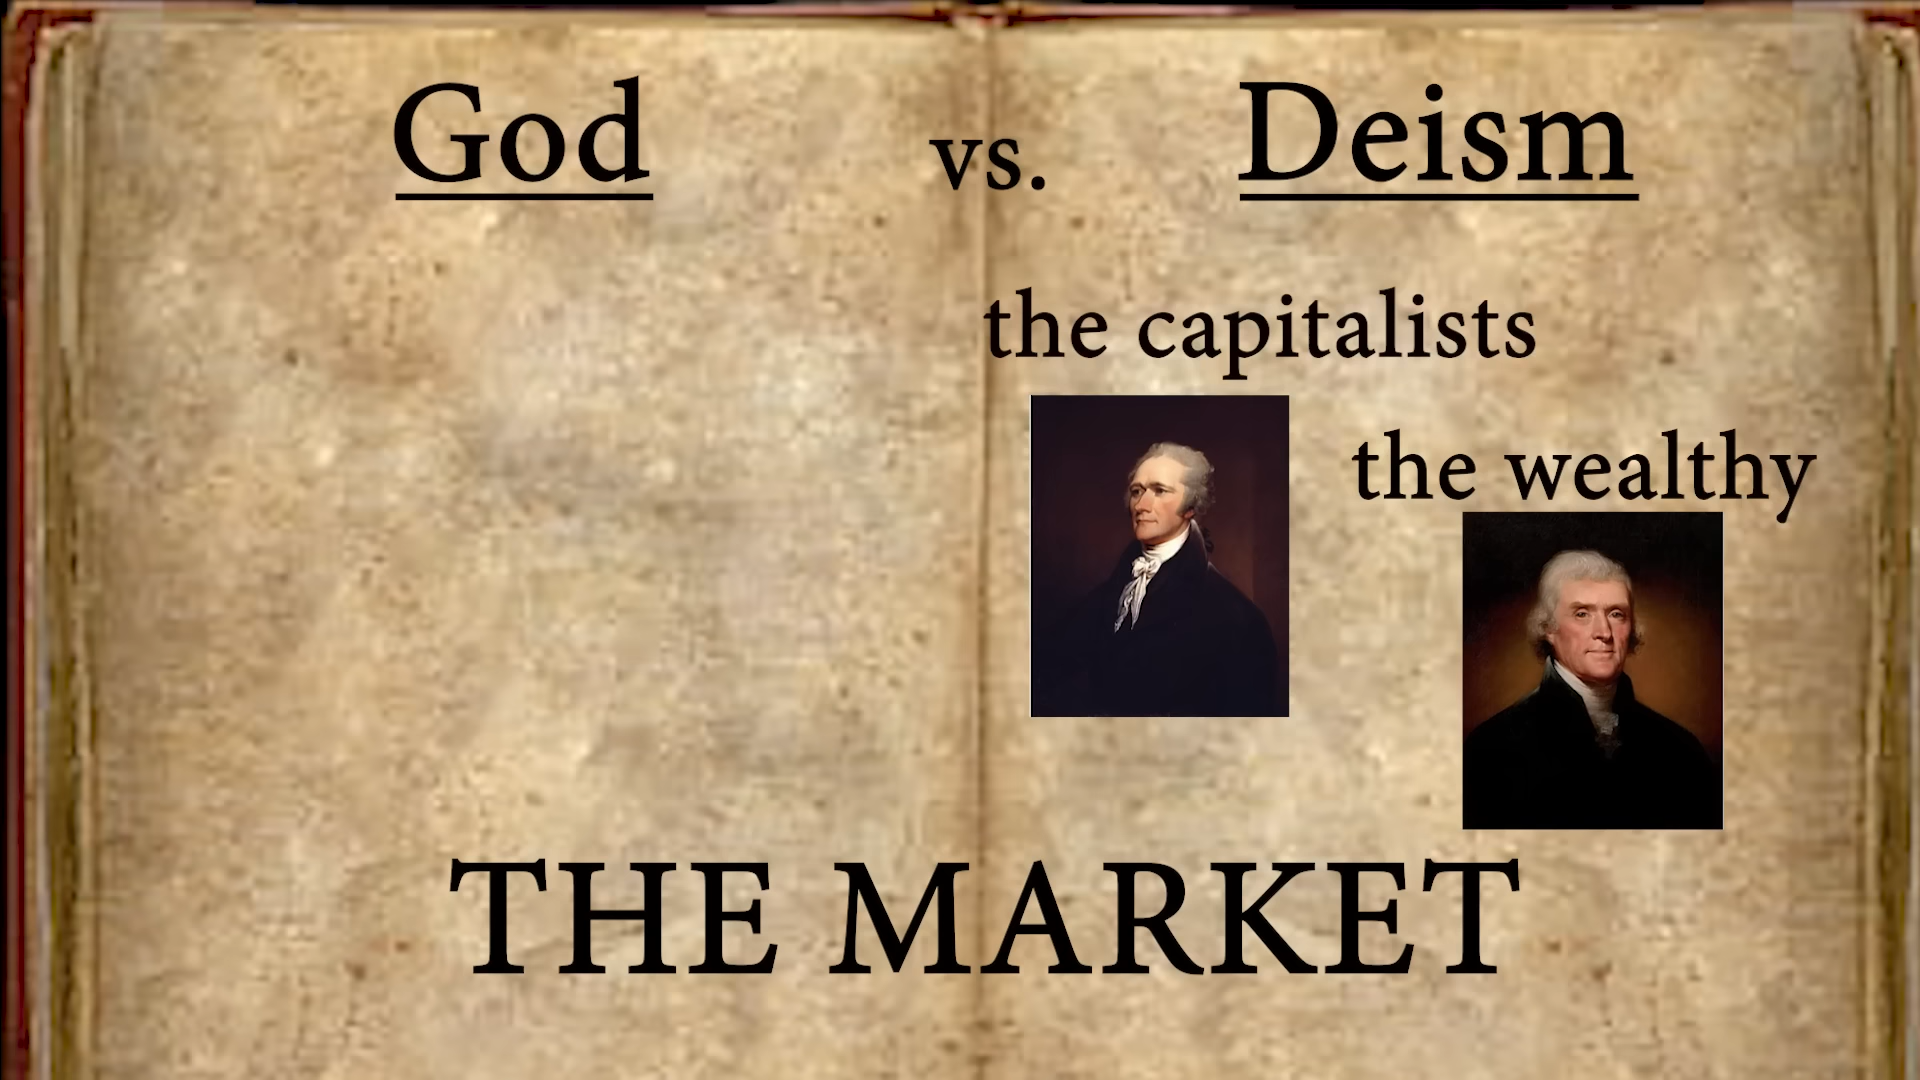 God vs. Deism
the capitalists
the wealthy
THE MARKET